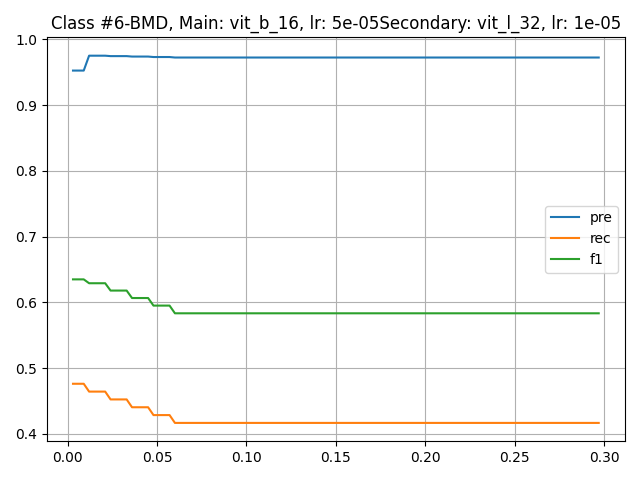 Class #6-BMD, Main: vit_b_16, lr: 5e-05Secondary: vit_l_32, lr: 1e-05
1.0
0.9
0.8
0.7
0.6
0.5
0.4
pre
rec
f1
0.00 0.05 0.10 0.15 0.20 0.25 0.30